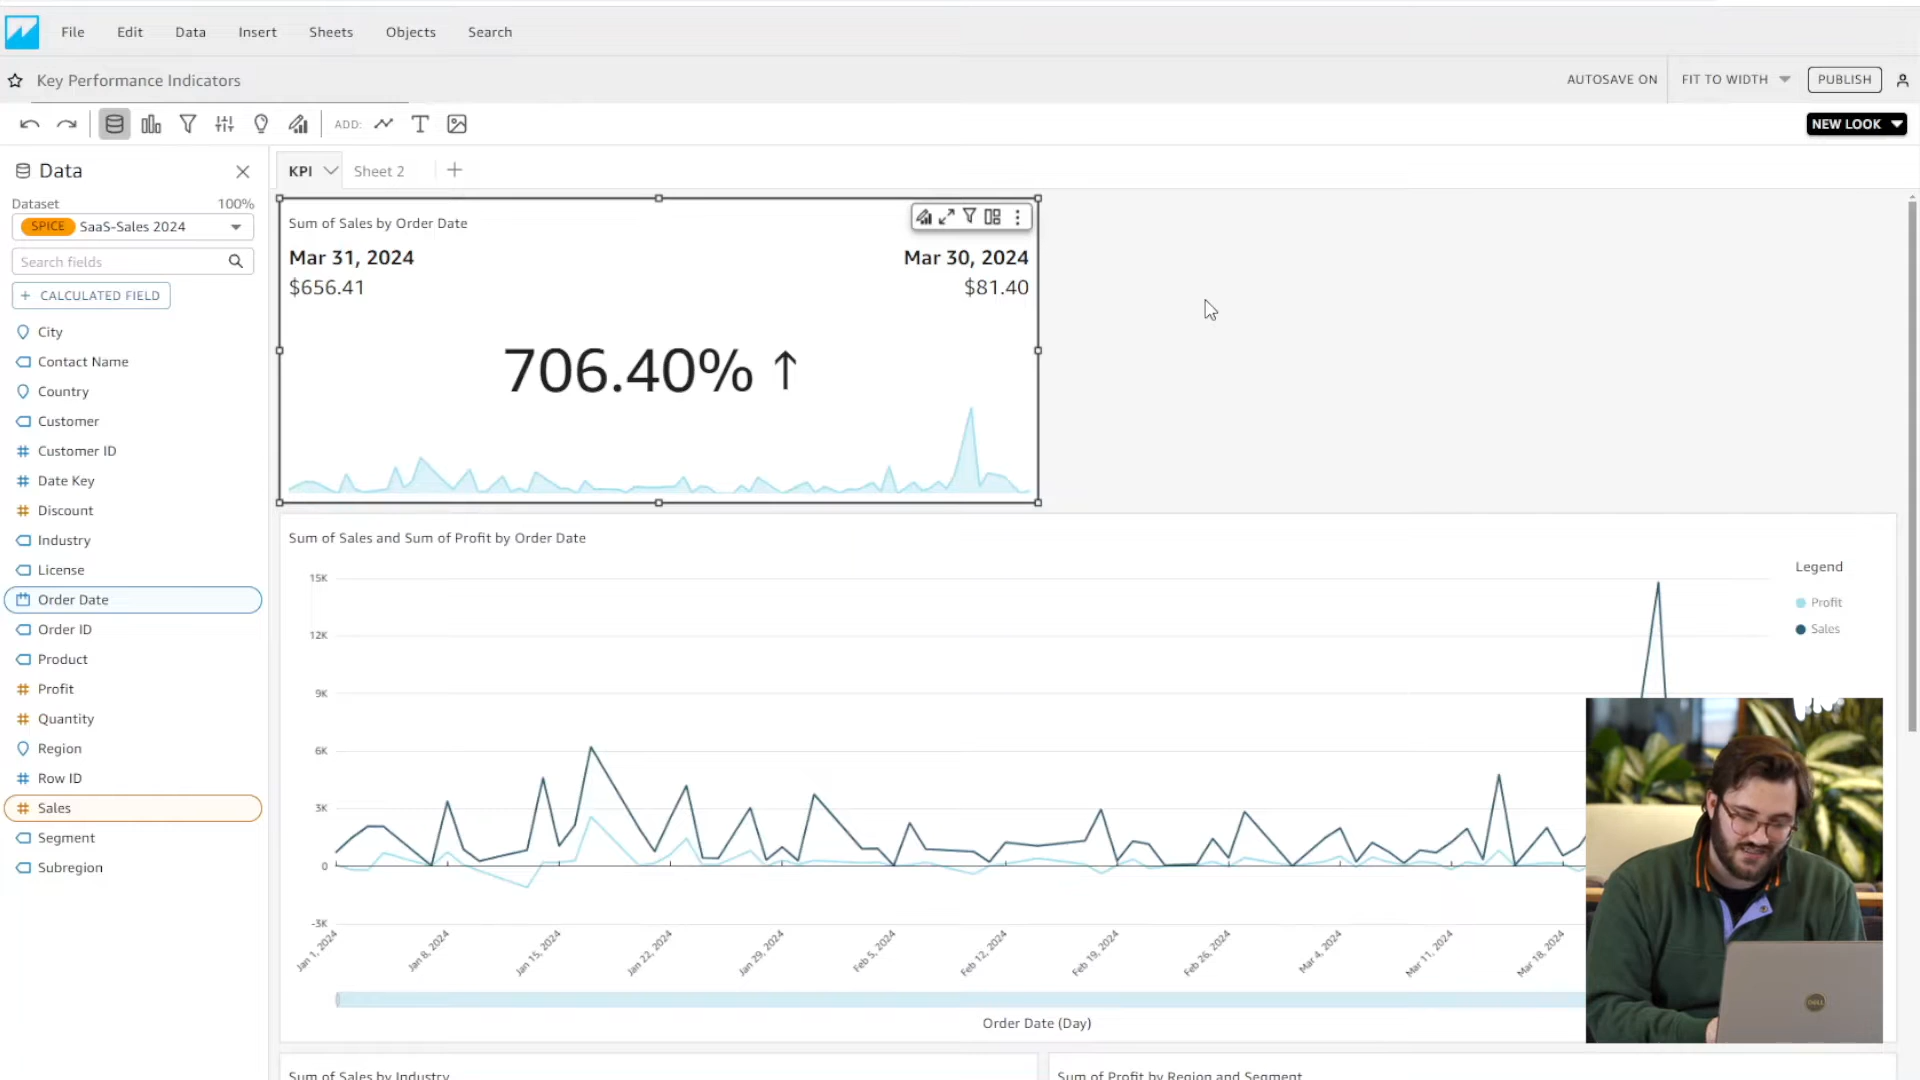 File Edit Data Insert Sheets Objects Search
Key Performance Indicators
AUTOSAVE ON
FIT TO WIDTH
PUBLISH
ADD:
NEW LOOK
Data
Dataset 100%
SPICE SaaS-Sales 2024
Search fields
+ CALCULATED FIELD
City
Contact Name
Country
Customer
Customer ID
Date Key
Discount
Industry
License
Order Date
Order ID
Product
Profit
Quantity
Region
Row ID
Sales
Segment
Subregion
KPI Sheet 2
Sum of Sales by Order Date
Mar 31, 2024 Mar 30, 2024
$656.41 $81.40
706.40% ↑
Sum of Sales and Sum of Profit by Order Date
Legend
Profit
Sales
15K
12K
9K
6K
3K
0
-3K
Jan 1, 2024 Jan 8, 2024 Jan 15, 2024 Jan 22, 2024 Jan 29, 2024 Feb 5, 2024 Feb 12, 2024 Feb 19, 2024 Feb 26, 2024 Mar 4, 2024 Mar 11, 2024 Mar 18, 2024
Order Date (Day)
DELL
Sum of Sales by Industry
Sum of Profit by Region and Segment